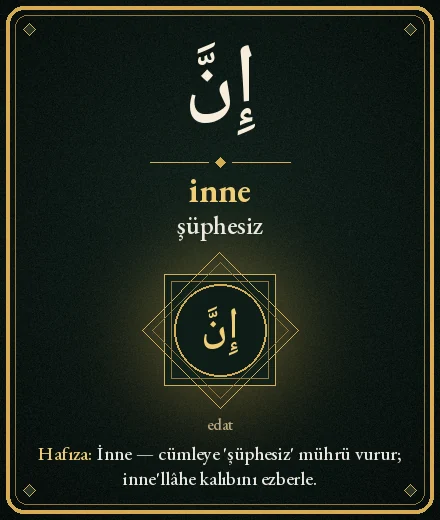 إِنَّ
inne
şüphesiz
إِنَّ
edat
Hafıza: İnne — cümleye 'şüphesiz' mührü vurur;
inne'llâhe kalıbını ezberle.